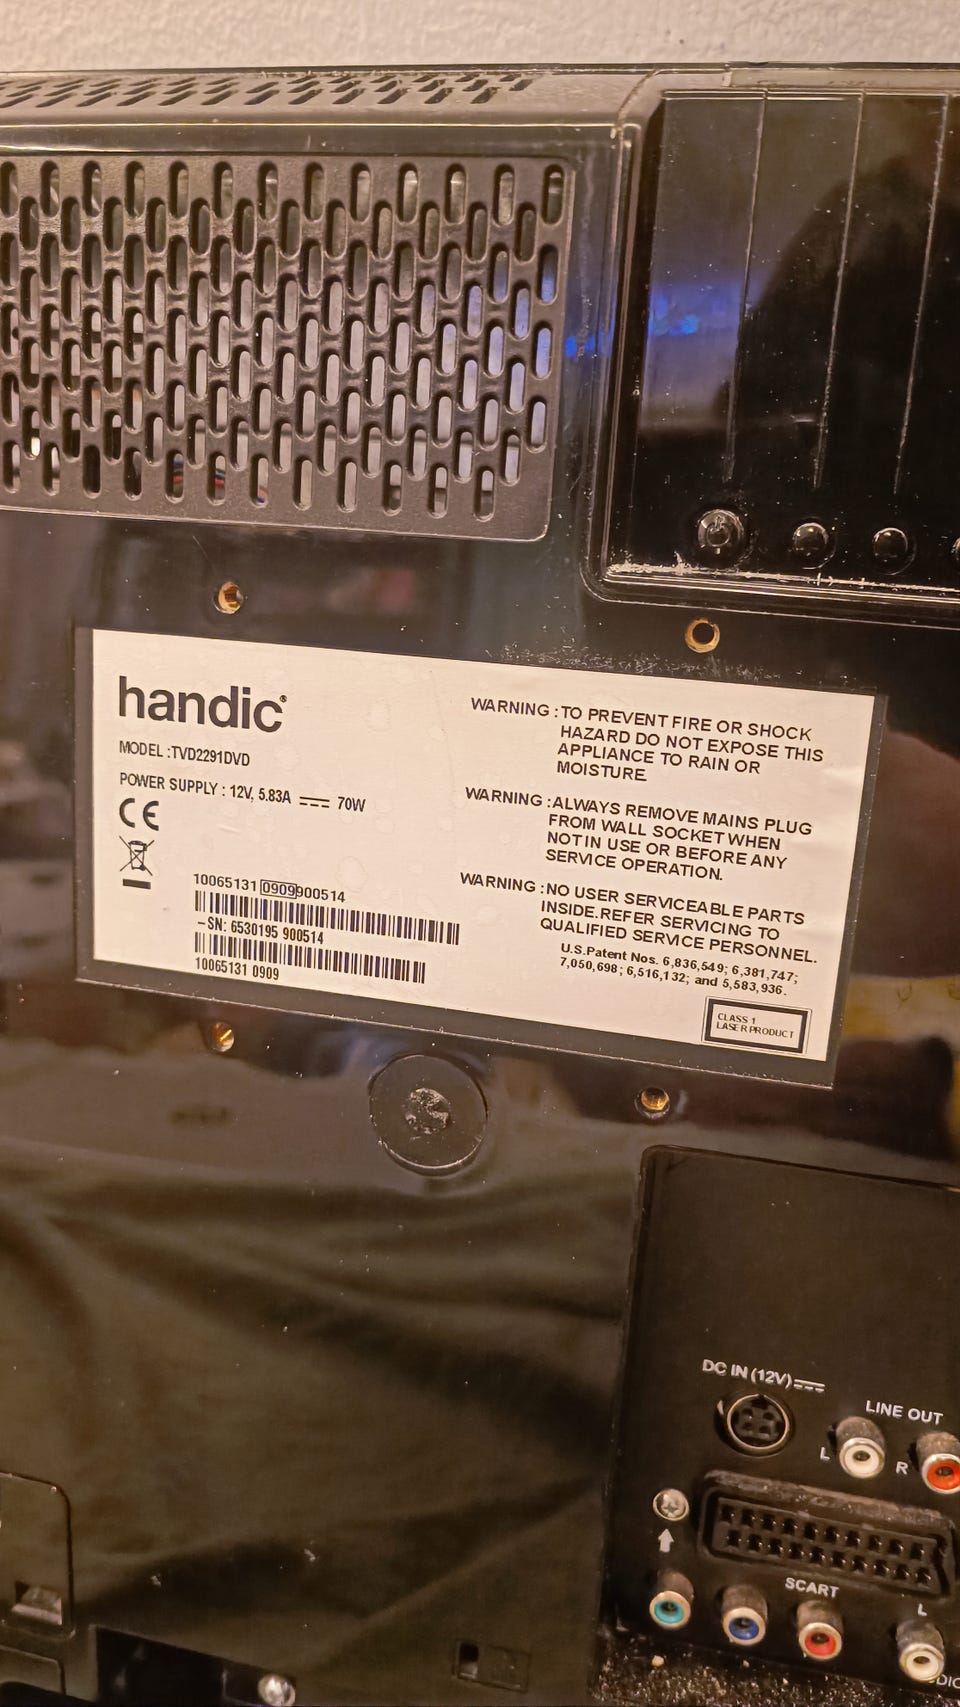 handic®
MODEL :TVD2291DVD
POWER SUPPLY : 12V, 5.83A 70W
CE
10065131 0909900514
-SN: 6530195 900514
10065131 0909
WARNING :TO PREVENT FIRE OR SHOCK
HAZARD DO NOT EXPOSE THIS
APPLIANCE TO RAIN OR
MOISTURE.
WARNING :ALWAYS REMOVE MAINS PLUG
FROM WALL SOCKET WHEN
NOT IN USE OR BEFORE ANY
SERVICE OPERATION.
WARNING :NO USER SERVICEABLE PARTS
INSIDE.REFER SERVICING TO
QUALIFIED SERVICE PERSONNEL.
U.S.Patent Nos. 6,836,549; 6,381,747;
7,050,698; 6,516,132; and 5,583,936.
CLASS 1
LASER PRODUCT
DC IN (12V)
LINE OUT
L
R
SCART
L